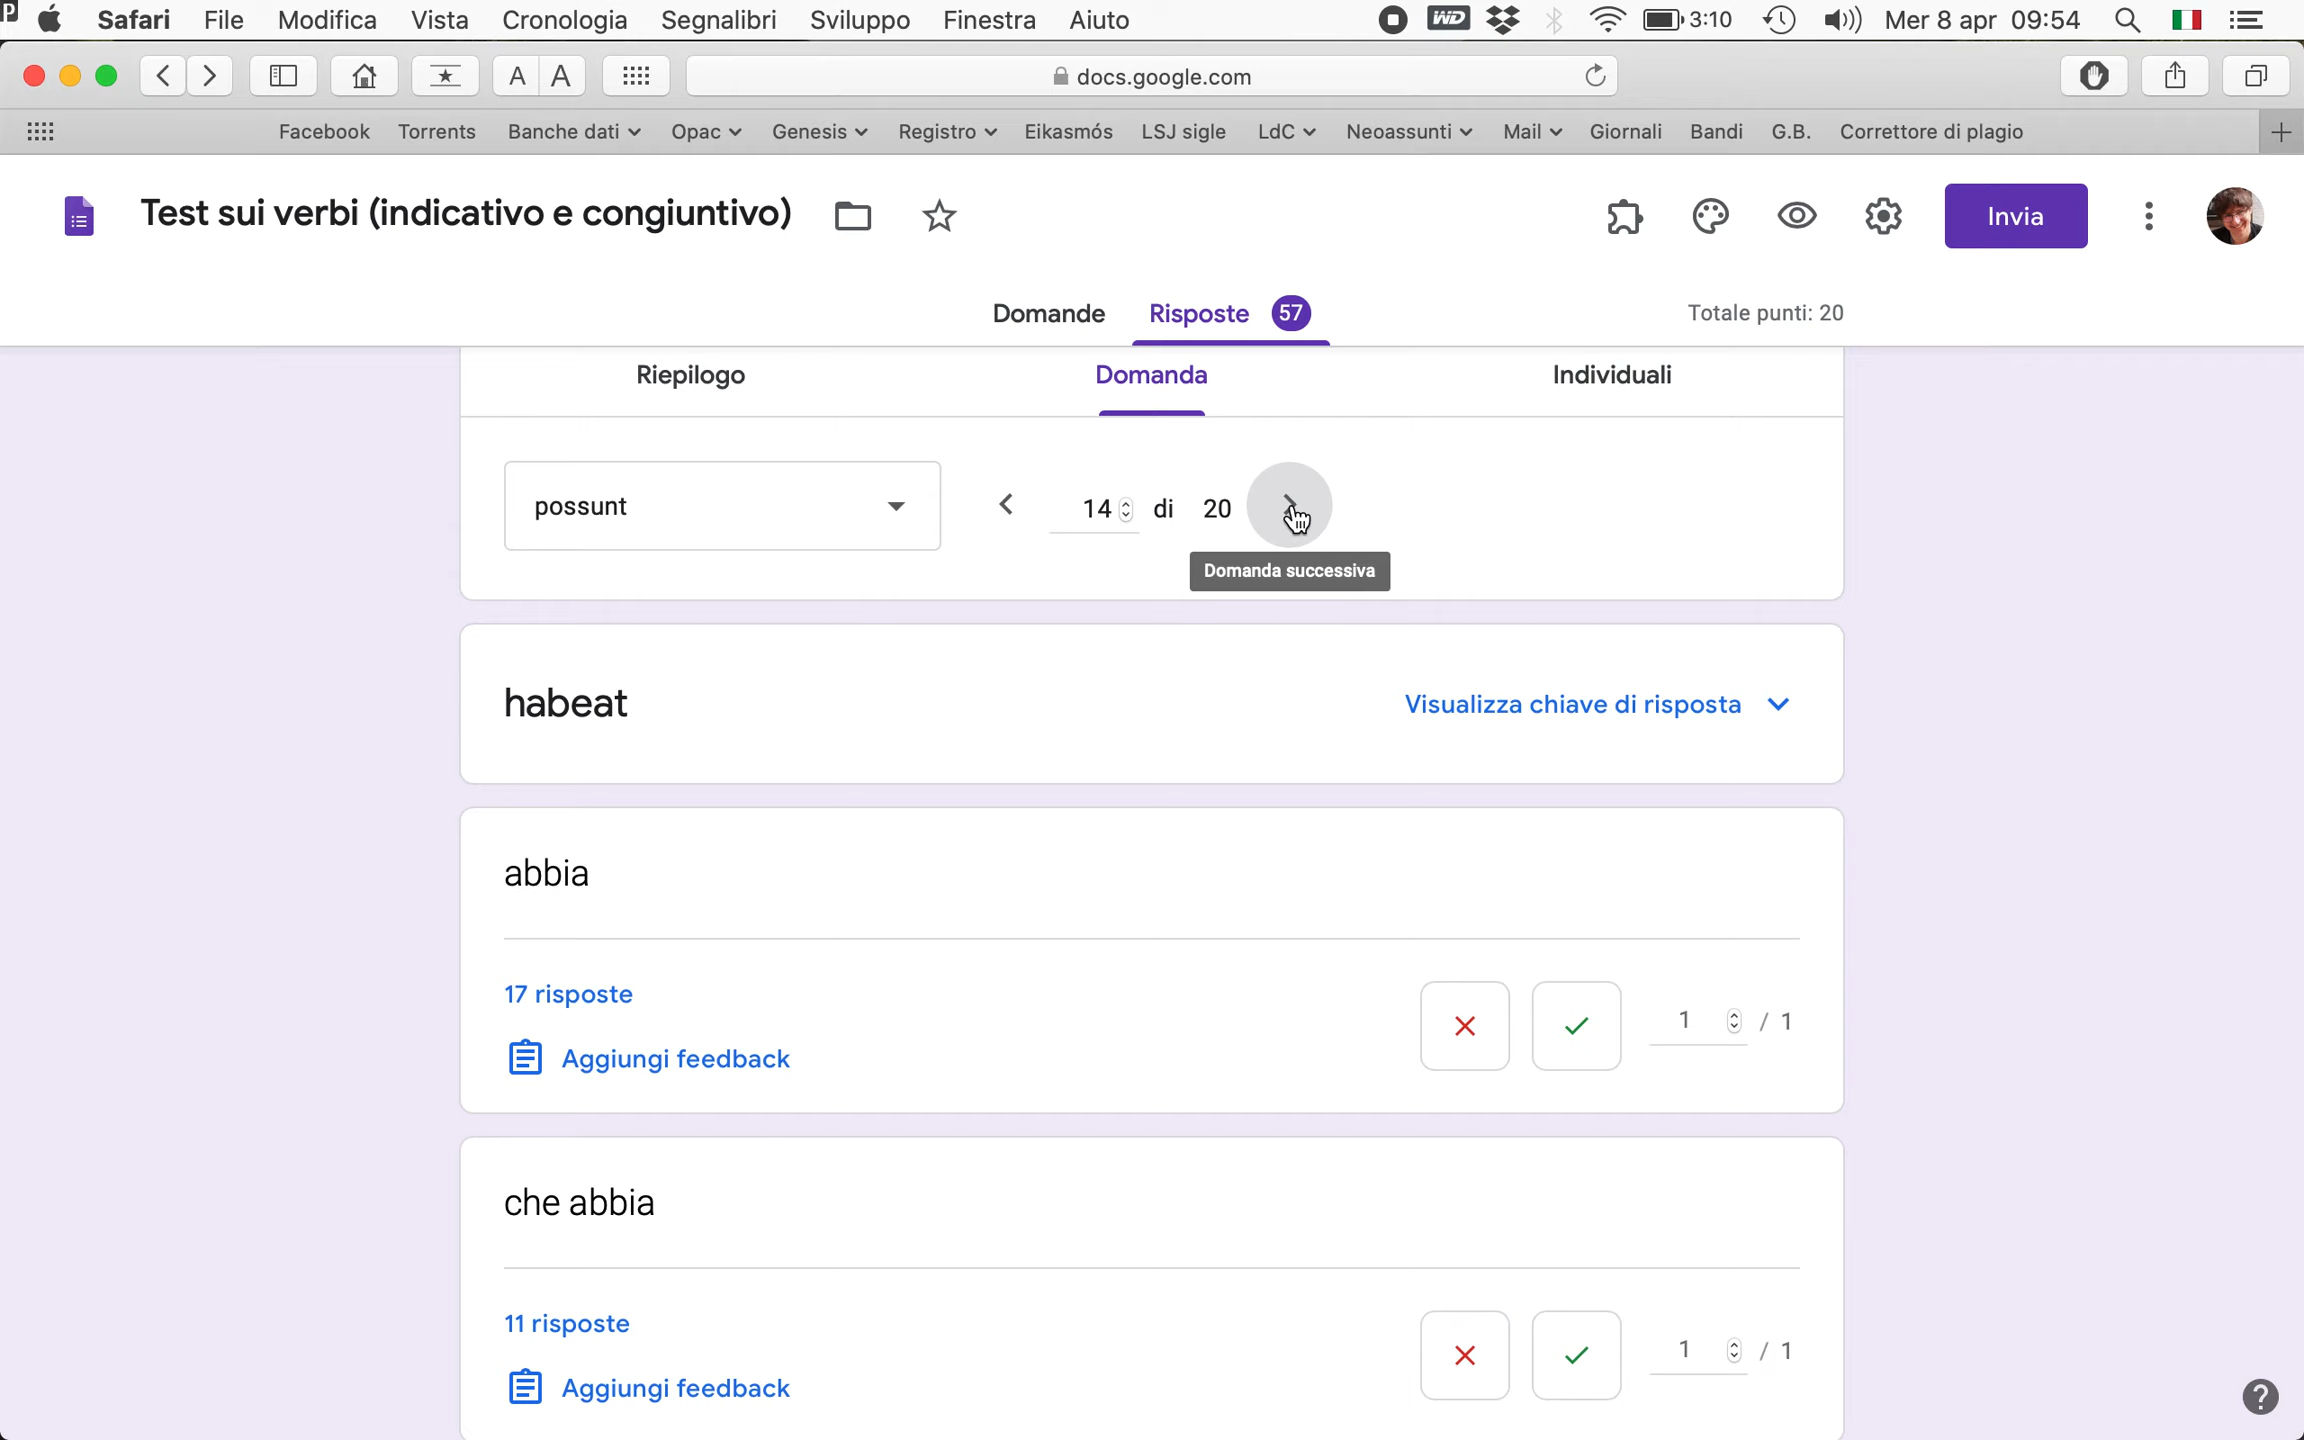 P Safari File Modifica Vista Cronologia Segnalibri Sviluppo Finestra Aiuto WD 3:10 Mer 8 apr 09:54
A A docs.google.com
Facebook Torrents Banche dati Opac Genesis Registro Eikasmós LSJ sigle LdC Neoassunti Mail Giornali Bandi G.B. Correttore di plagio
Test sui verbi (indicativo e congiuntivo) Invia
Domande Risposte 57 Totale punti: 20
Riepilogo Domanda Individuali
possunt 14 di 20
Domanda successiva
habeat Visualizza chiave di risposta
abbia
17 risposte
1 / 1
Aggiungi feedback
che abbia
11 risposte
1 / 1
Aggiungi feedback
?